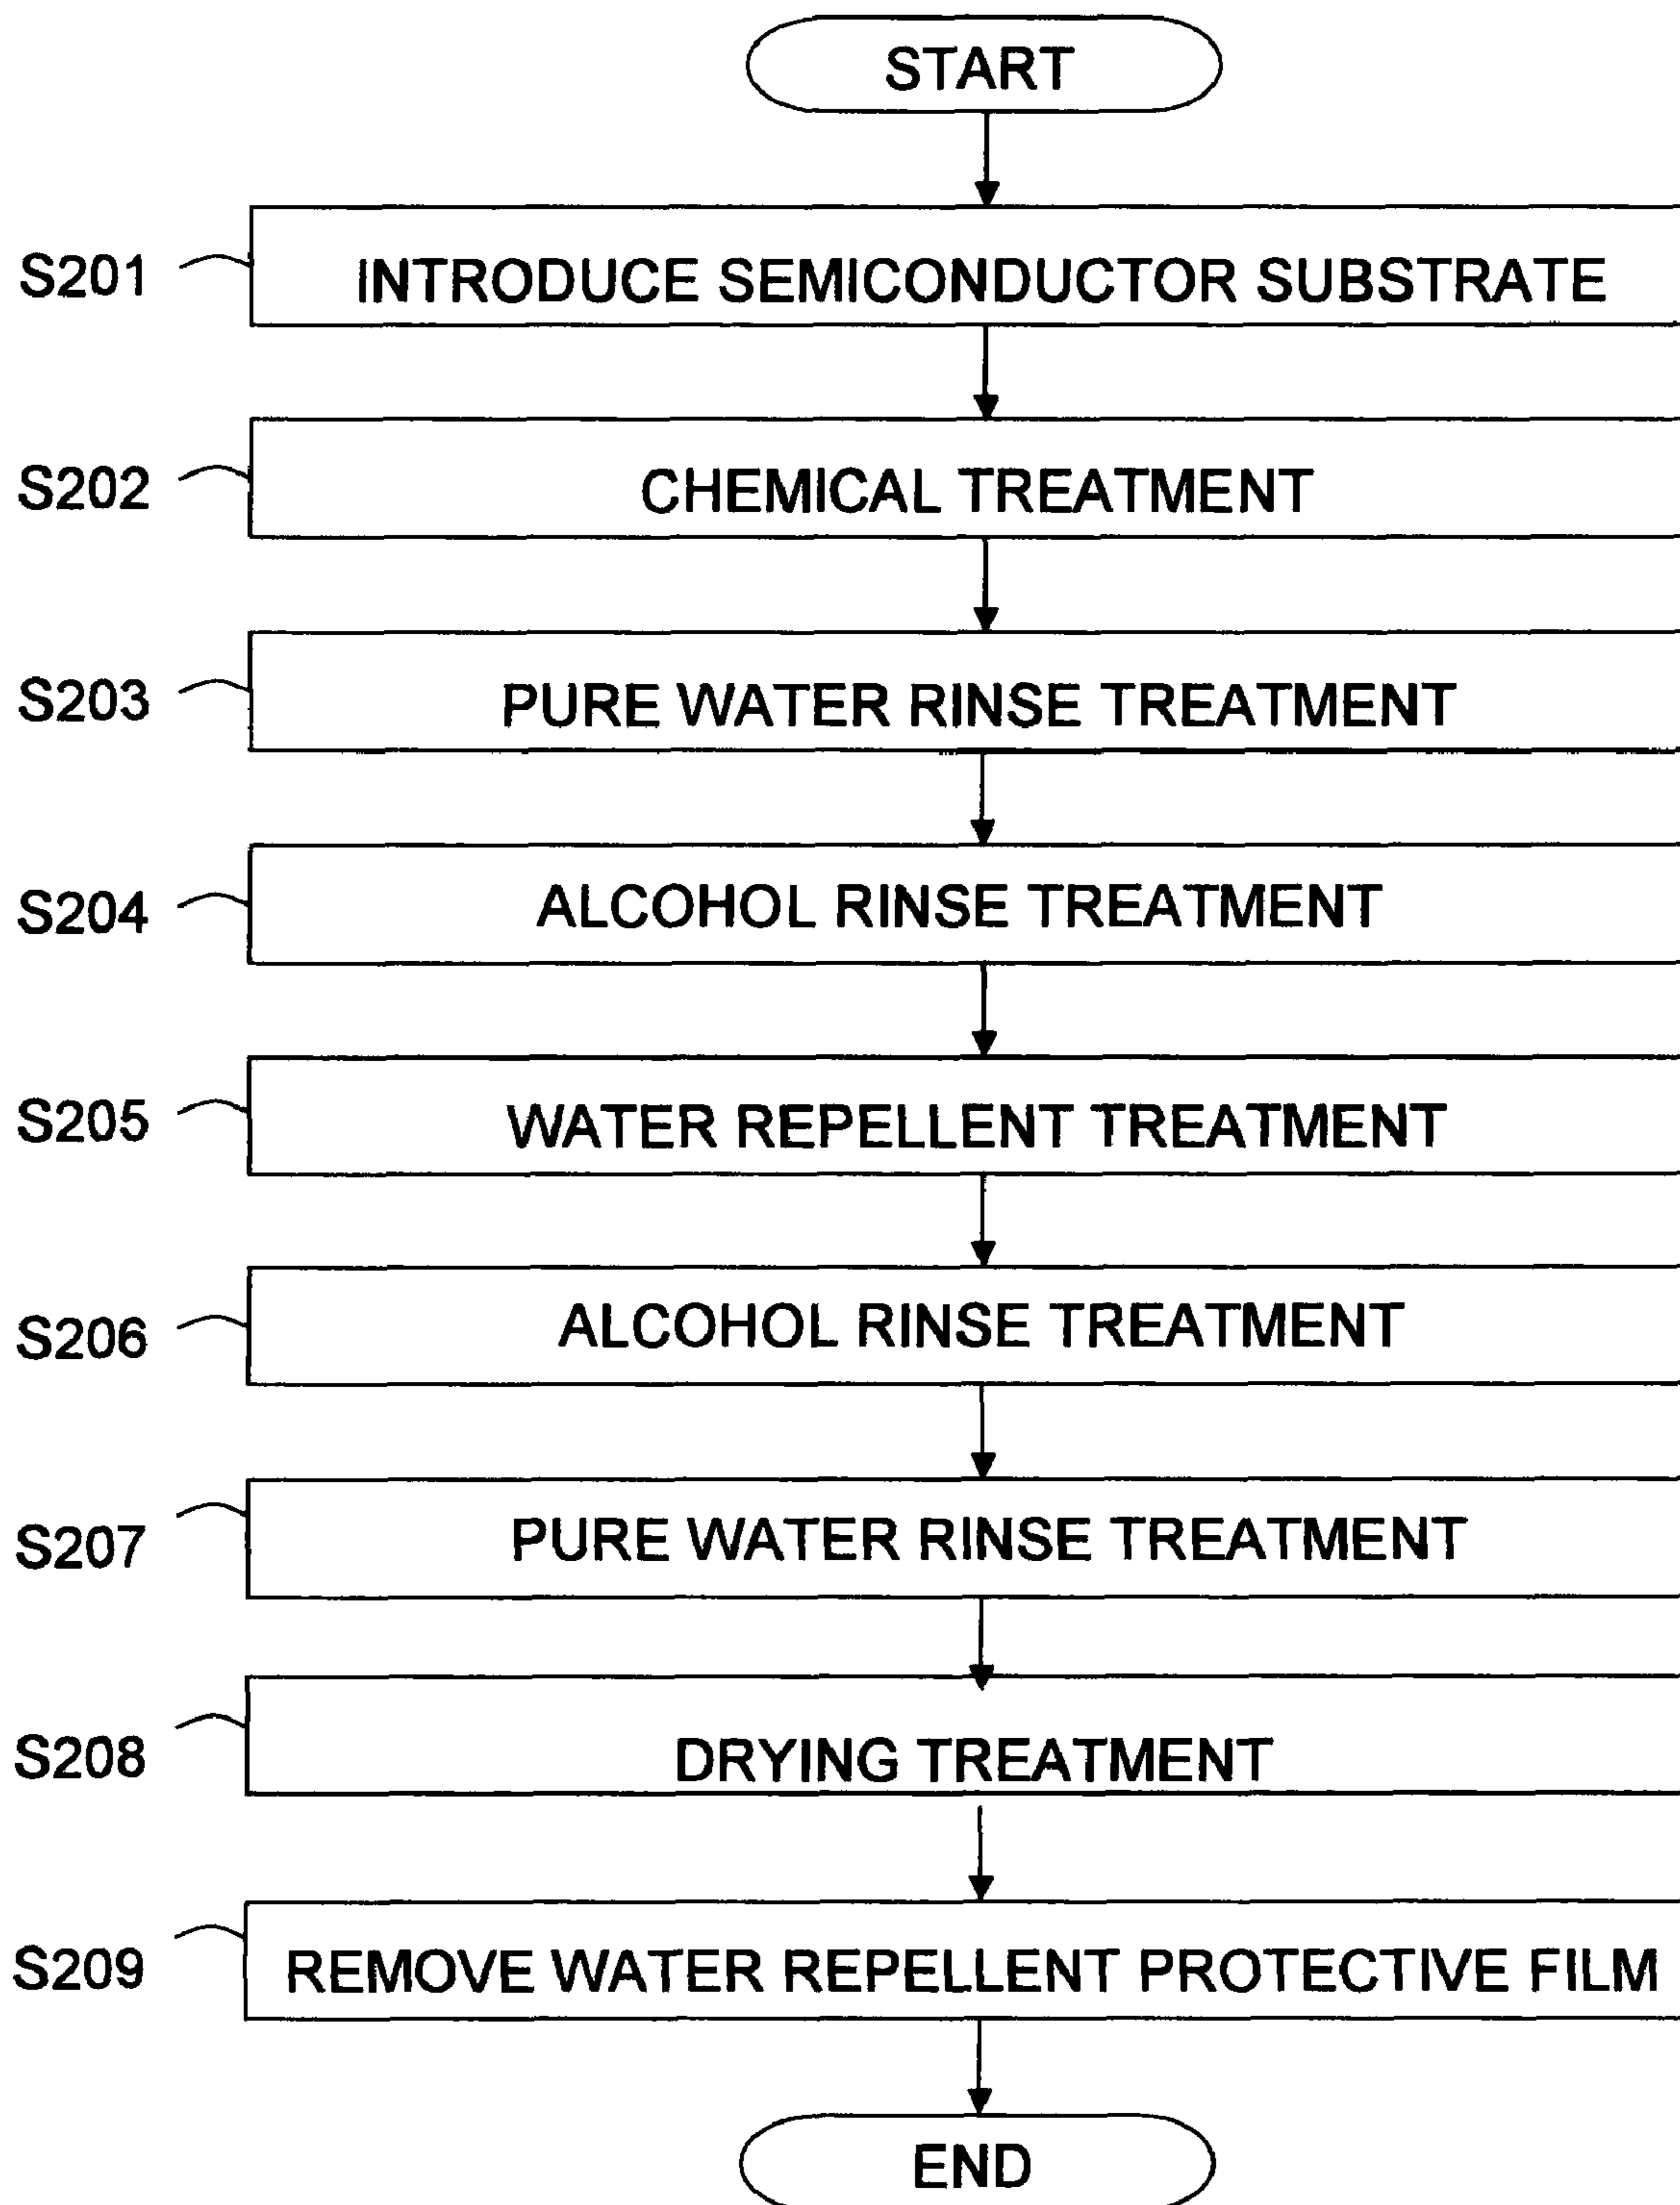 START
S201 INTRODUCE SEMICONDUCTOR SUBSTRATE
S202 CHEMICAL TREATMENT
S203 PURE WATER RINSE TREATMENT
S204 ALCOHOL RINSE TREATMENT
S205 WATER REPELLENT TREATMENT
S206 ALCOHOL RINSE TREATMENT
S207 PURE WATER RINSE TREATMENT
S208 DRYING TREATMENT
S209 REMOVE WATER REPELLENT PROTECTIVE FILM
END